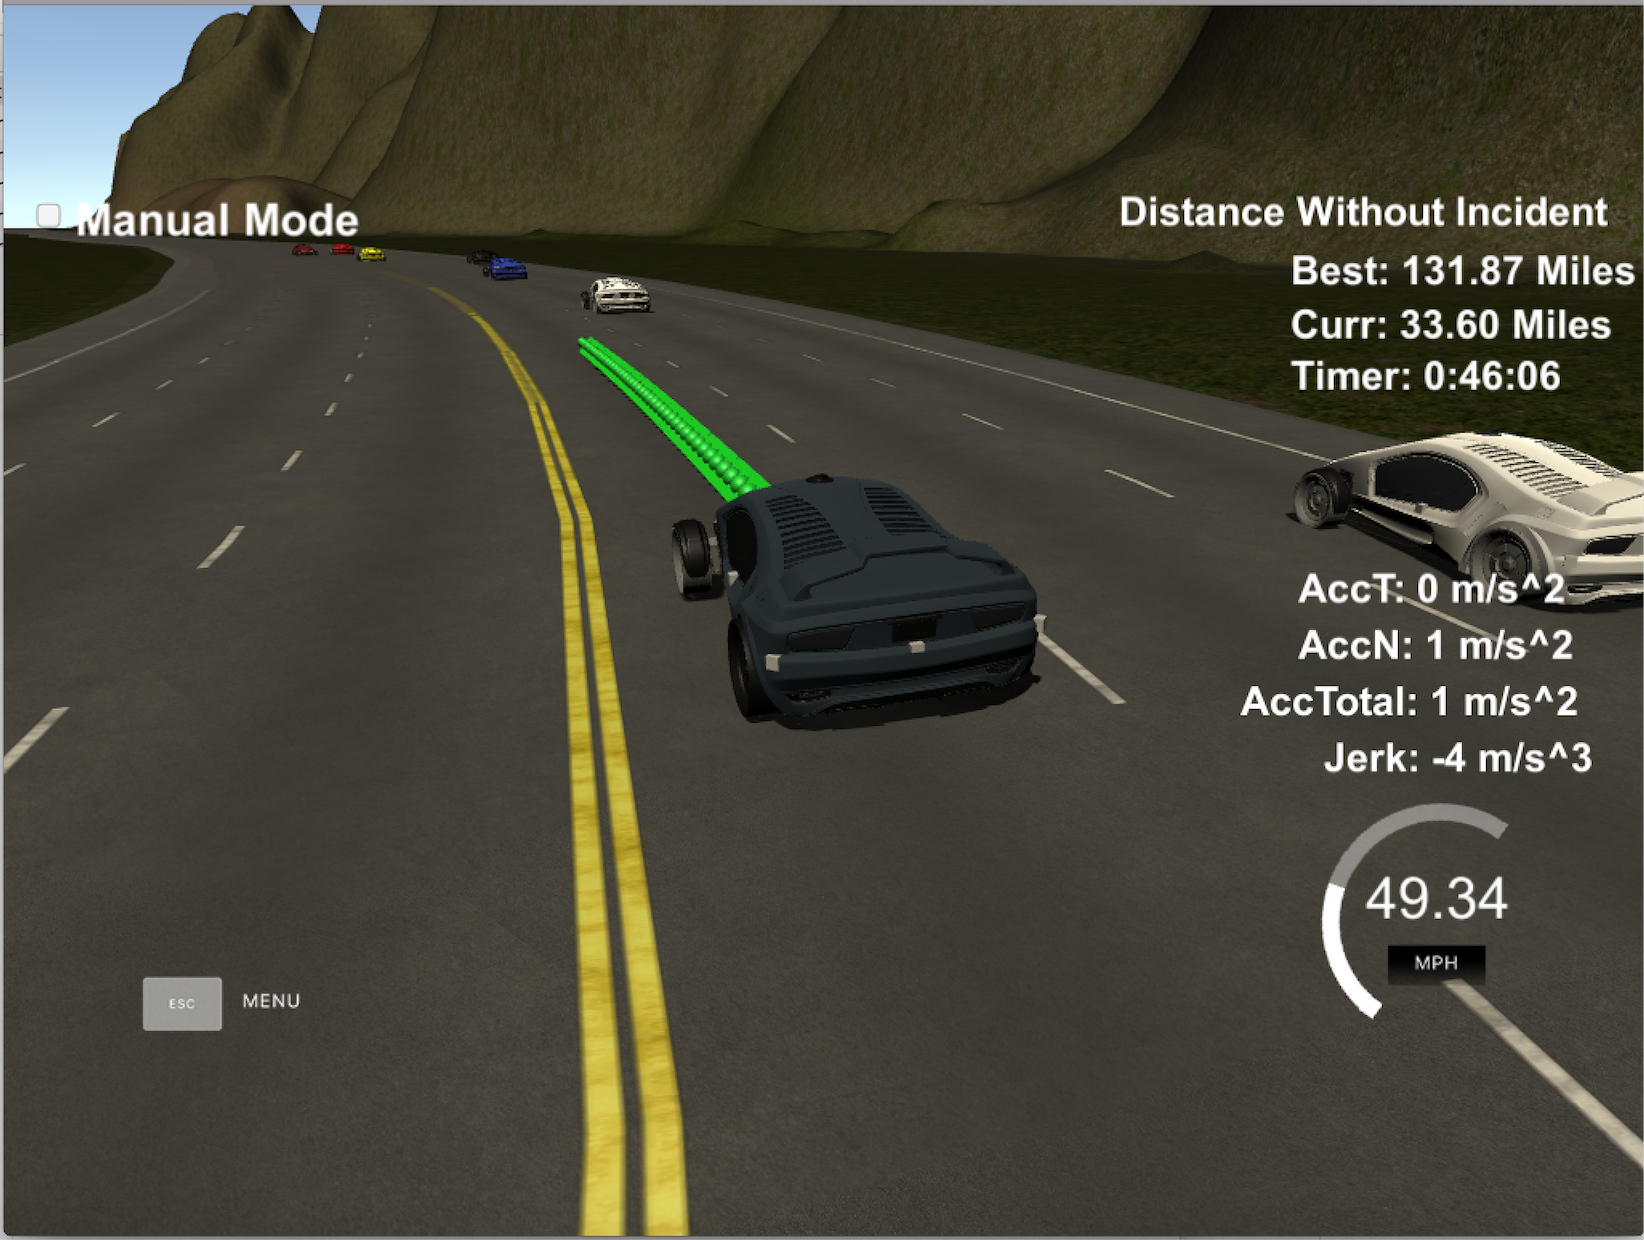 Manual Mode
Distance Without Incident
Best: 131.87 Miles
Curr: 33.60 Miles
Timer: 0:46:06
AccT: 0 m/s^2
AccN: 1 m/s^2
AccTotal: 1 m/s^2
Jerk: -4 m/s^3
49.34
MPH
ESC MENU